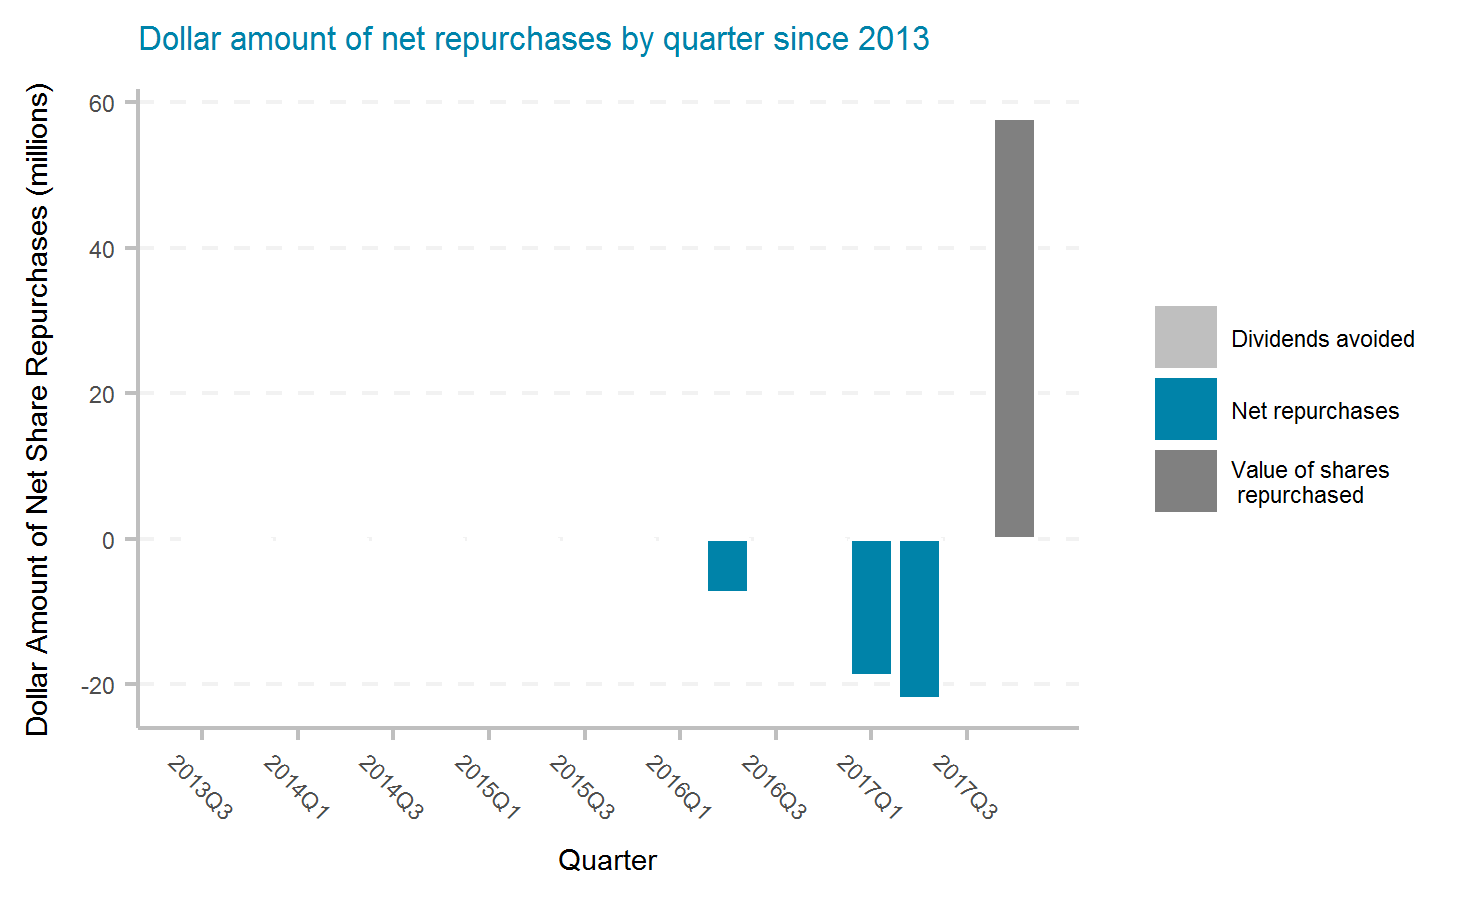 Dollar amount of net repurchases by quarter since 2013
Dollar Amount of Net Share Repurchases (millions)
60
40
20
0
-20
2013Q3
2014Q1
2014Q3
2015Q1
2015Q3
2016Q1
2016Q3
2017Q1
2017Q3
Quarter
Dividends avoided
Net repurchases
Value of shares
repurchased